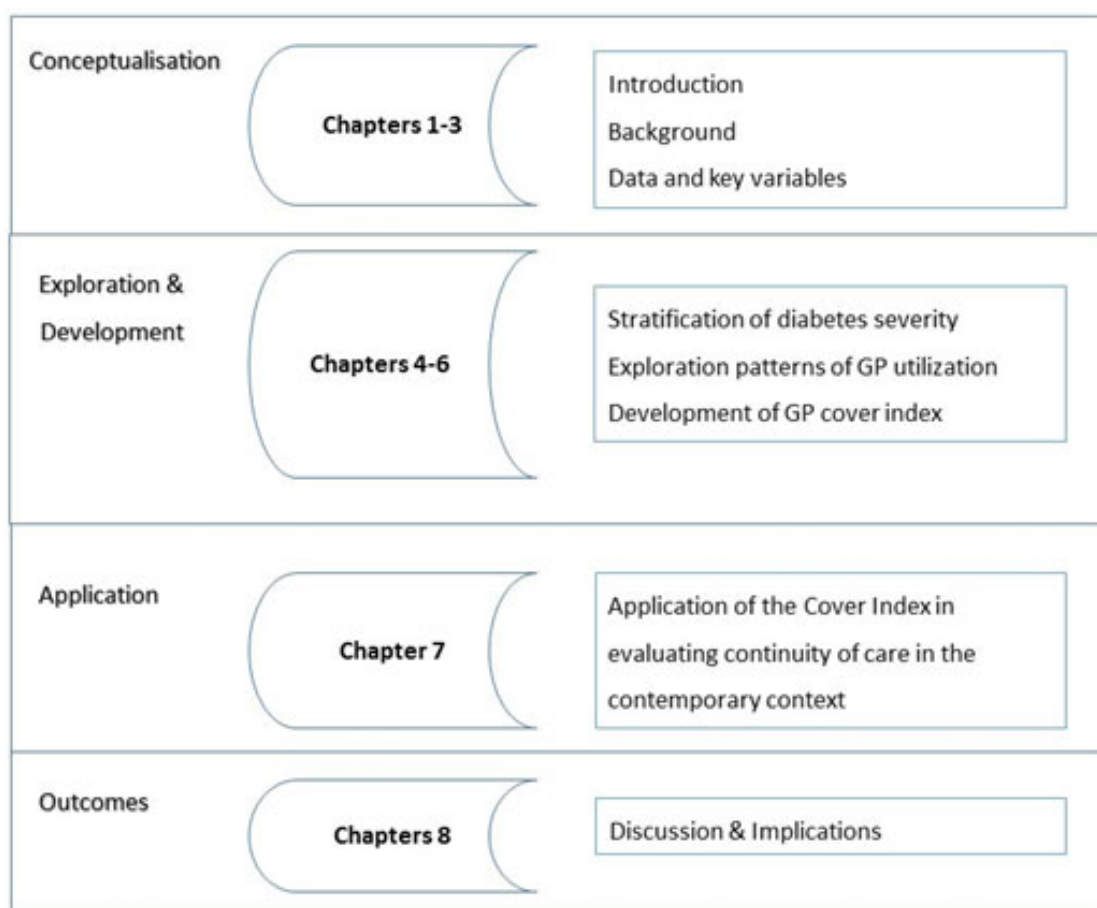 Conceptualisation
Chapters 1-3
Introduction
Background
Data and key variables
Exploration &
Development
Chapters 4-6
Stratification of diabetes severity
Exploration patterns of GP utilization
Development of GP cover index
Application
Chapter 7
Application of the Cover Index in
evaluating continuity of care in the
contemporary context
Outcomes
Chapters 8
Discussion & Implications